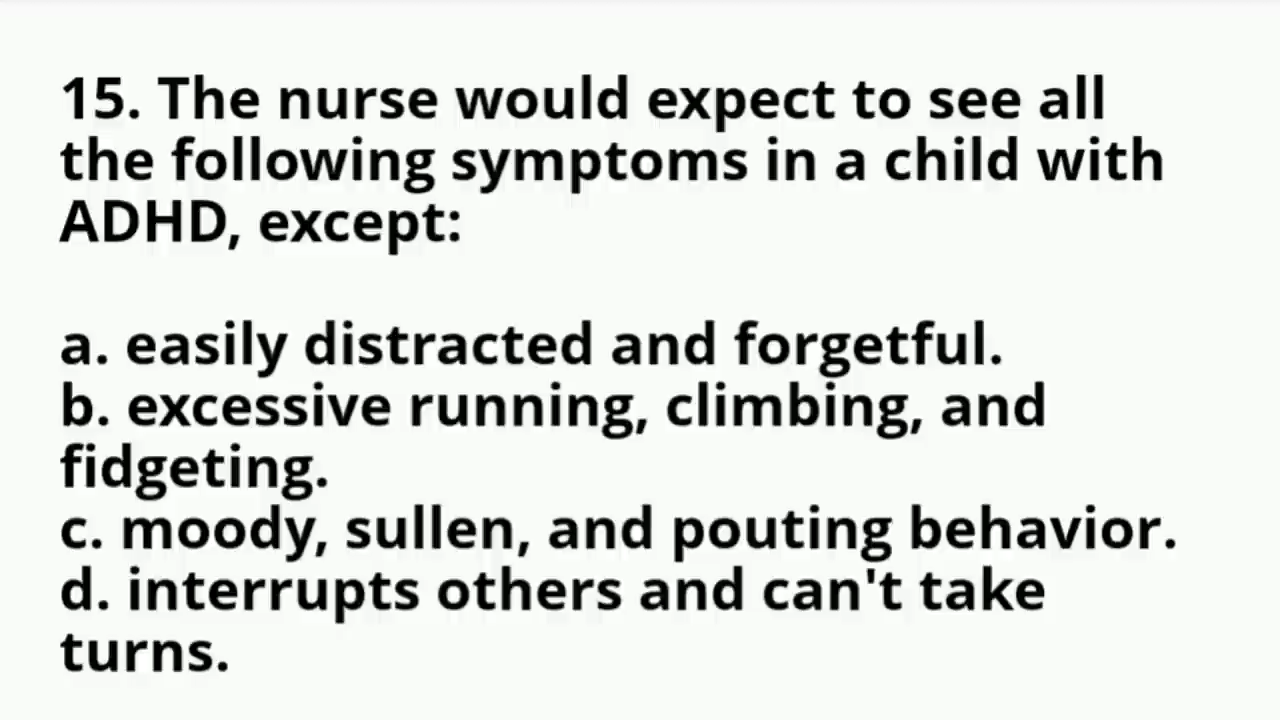 15. The nurse would expect to see all
the following symptoms in a child with
ADHD, except:
a. easily distracted and forgetful.
b. excessive running, climbing, and
fidgeting.
c. moody, sullen, and pouting behavior.
d. interrupts others and can't take
turns.